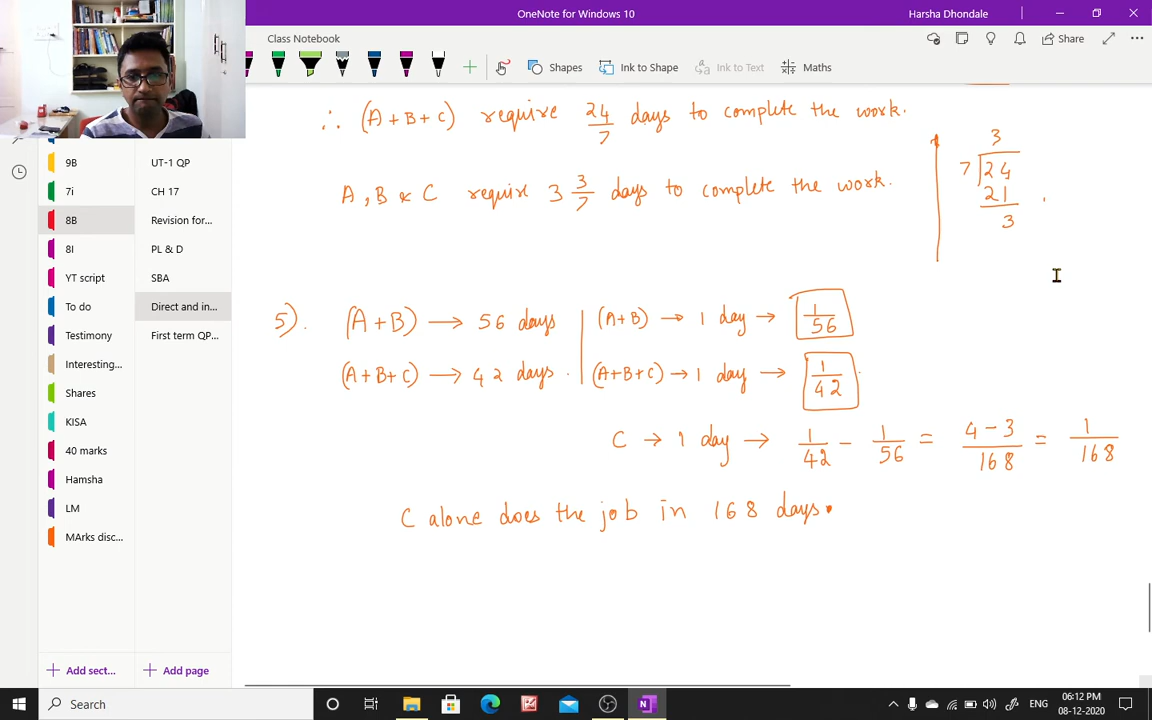 OneNote for Windows 10
Harsha Dhondale
Class Notebook
Share
Shapes
Ink to Shape
Ink to Text
Maths
9B
7i
8B
8I
YT script
To do
Testimony
Interesting...
Shares
KISA
40 marks
Hamsha
LM
MArks disc...
Add sect...
UT-1 QP
CH 17
Revision for...
PL & D
SBA
Direct and in...
First term QP...
Add page
∴ (A + B + C) require 24/7 days to complete the work.
A, B & C require 3 3/7 days to complete the work.
3
7 24
21
3
5). (A+B) → 56 days (A+B) → 1 day → 1/56
(A+B+C) → 42 days. (A+B+C) → 1 day → 1/42
C → 1 day → 1/42 − 1/56 = 4−3/168 = 1/168
C alone does the job in 168 days.
Search
ENG
06:12 PM
08-12-2020